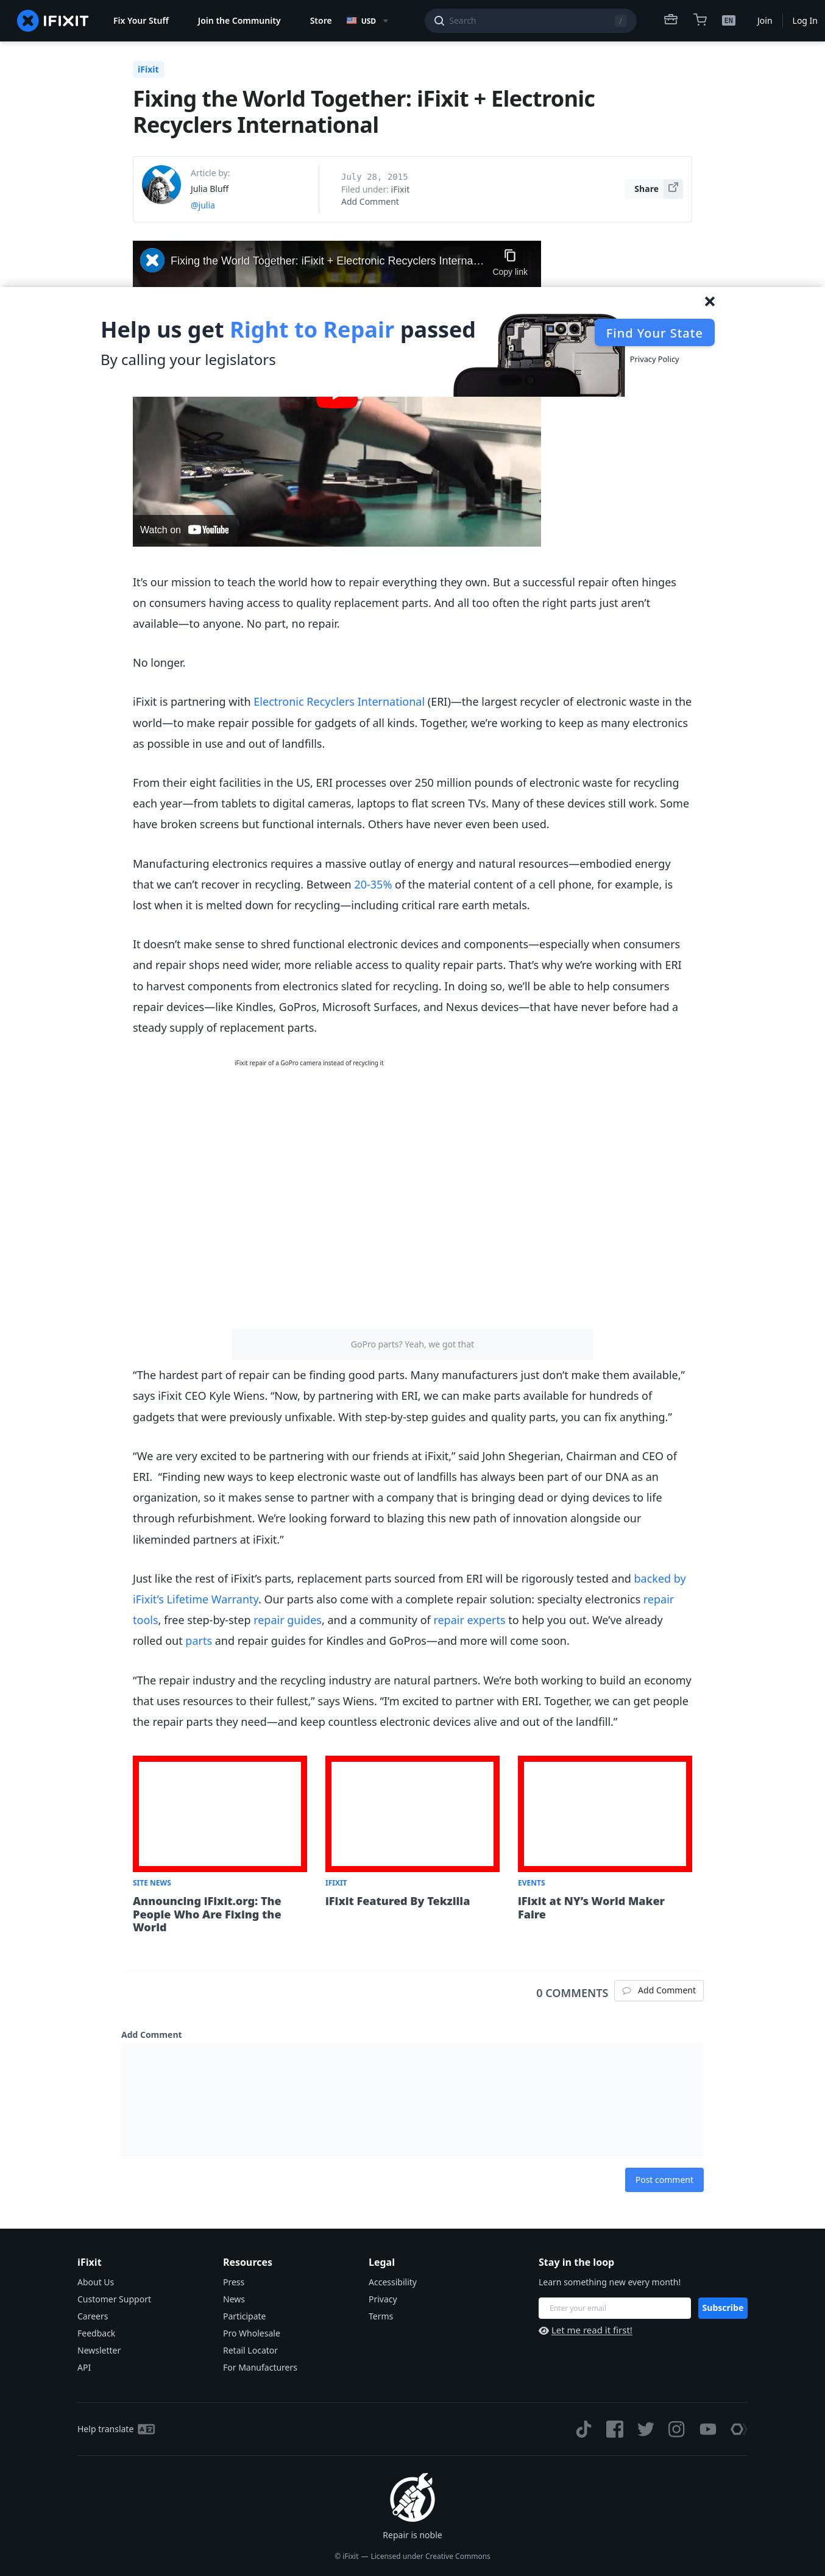 IFIXIT Fix Your Stuff Join the Community Store USD Search / EN Join Log In
iFixit
Fixing the World Together: iFixit + Electronic
Recyclers International
Article by:
Julia Bluff
@julia
July 28, 2015
Filed under: iFixit
Add Comment
Share
Fixing the World Together: iFixit + Electronic Recyclers Interna…
Copy link
Help us get Right to Repair passed
By calling your legislators
Find Your State
Privacy Policy
Watch on YouTube
It’s our mission to teach the world how to repair everything they own. But a successful repair often hinges
on consumers having access to quality replacement parts. And all too often the right parts just aren’t
available—to anyone. No part, no repair.
No longer.
iFixit is partnering with Electronic Recyclers International (ERI)—the largest recycler of electronic waste in the
world—to make repair possible for gadgets of all kinds. Together, we’re working to keep as many electronics
as possible in use and out of landfills.
From their eight facilities in the US, ERI processes over 250 million pounds of electronic waste for recycling
each year—from tablets to digital cameras, laptops to flat screen TVs. Many of these devices still work. Some
have broken screens but functional internals. Others have never even been used.
Manufacturing electronics requires a massive outlay of energy and natural resources—embodied energy
that we can’t recover in recycling. Between 20-35% of the material content of a cell phone, for example, is
lost when it is melted down for recycling—including critical rare earth metals.
It doesn’t make sense to shred functional electronic devices and components—especially when consumers
and repair shops need wider, more reliable access to quality repair parts. That’s why we’re working with ERI
to harvest components from electronics slated for recycling. In doing so, we’ll be able to help consumers
repair devices—like Kindles, GoPros, Microsoft Surfaces, and Nexus devices—that have never before had a
steady supply of replacement parts.
iFixit repair of a GoPro camera instead of recycling it
GoPro parts? Yeah, we got that
“The hardest part of repair can be finding good parts. Many manufacturers just don’t make them available,”
says iFixit CEO Kyle Wiens. “Now, by partnering with ERI, we can make parts available for hundreds of
gadgets that were previously unfixable. With step-by-step guides and quality parts, you can fix anything.”
“We are very excited to be partnering with our friends at iFixit,” said John Shegerian, Chairman and CEO of
ERI.  “Finding new ways to keep electronic waste out of landfills has always been part of our DNA as an
organization, so it makes sense to partner with a company that is bringing dead or dying devices to life
through refurbishment. We’re looking forward to blazing this new path of innovation alongside our
likeminded partners at iFixit.”
Just like the rest of iFixit’s parts, replacement parts sourced from ERI will be rigorously tested and backed by
iFixit’s Lifetime Warranty. Our parts also come with a complete repair solution: specialty electronics repair
tools, free step-by-step repair guides, and a community of repair experts to help you out. We’ve already
rolled out parts and repair guides for Kindles and GoPros—and more will come soon.
“The repair industry and the recycling industry are natural partners. We’re both working to build an economy
that uses resources to their fullest,” says Wiens. “I’m excited to partner with ERI. Together, we can get people
the repair parts they need—and keep countless electronic devices alive and out of the landfill.”
SITE NEWS
Announcing iFixit.org: The
People Who Are Fixing the
World
IFIXIT
iFixit Featured By Tekzilla
EVENTS
iFixit at NY’s World Maker
Faire
0 COMMENTS
Add Comment
Add Comment
Post comment
iFixit
About Us
Customer Support
Careers
Feedback
Newsletter
API
Resources
Press
News
Participate
Pro Wholesale
Retail Locator
For Manufacturers
Legal
Accessibility
Privacy
Terms
Stay in the loop
Learn something new every month!
Enter your email
Subscribe
Let me read it first!
Help translate
Repair is noble
© iFixit — Licensed under Creative Commons